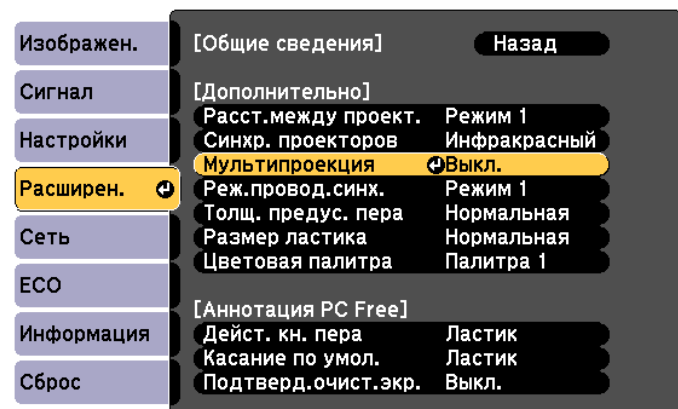 Изображен.
Сигнал
Настройки
Расширен.
Сеть
ECO
Информация
Сброс
[Общие сведения] Назад
[Дополнительно]
Расст.между проект. Режим 1
Синхр. проекторов Инфракрасный
Мультипроекция Выкл.
Реж.провод.синх. Режим 1
Толщ. предус. пера Нормальная
Размер ластика Нормальная
Цветовая палитра Палитра 1
[Аннотация PC Free]
Дейст. кн. пера Ластик
Касание по умол. Ластик
Подтверд.очист.экр. Выкл.